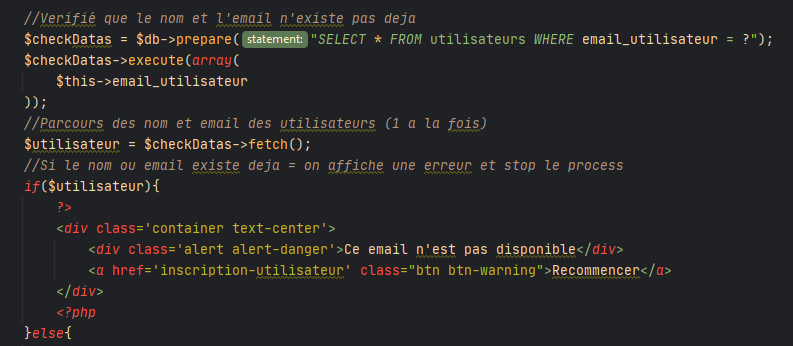 //Verifié que le nom et l'email n'existe pas deja
$checkDatas = $db->prepare( statement: "SELECT * FROM utilisateurs WHERE email_utilisateur = ?");
$checkDatas->execute(array(
    $this->email_utilisateur
));
//Parcours des nom et email des utilisateurs (1 a la fois)
$utilisateur = $checkDatas->fetch();
//Si le nom ou email existe deja = on affiche une erreur et stop le process
if($utilisateur){
    ?>
    <div class='container text-center'>
        <div class='alert alert-danger'>Ce email n'est pas disponible</div>
        <a href='inscription-utilisateur' class="btn btn-warning">Recommencer</a>
    </div>
    <?php
}else{